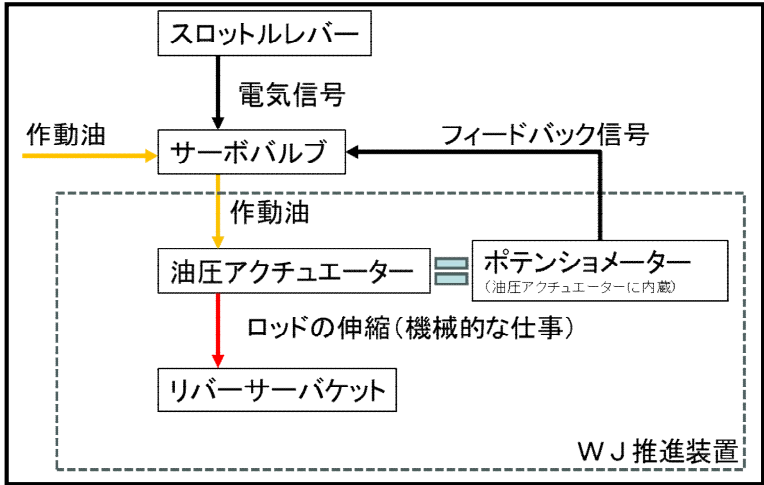 スロットルレバー
電気信号
作動油
フィードバック信号
サーボバルブ
作動油
油圧アクチュエーター
ポテンショメーター
(油圧アクチュエーターに内蔵)
ロッドの伸縮(機械的な仕事)
リバーサーバケット
WJ推進装置